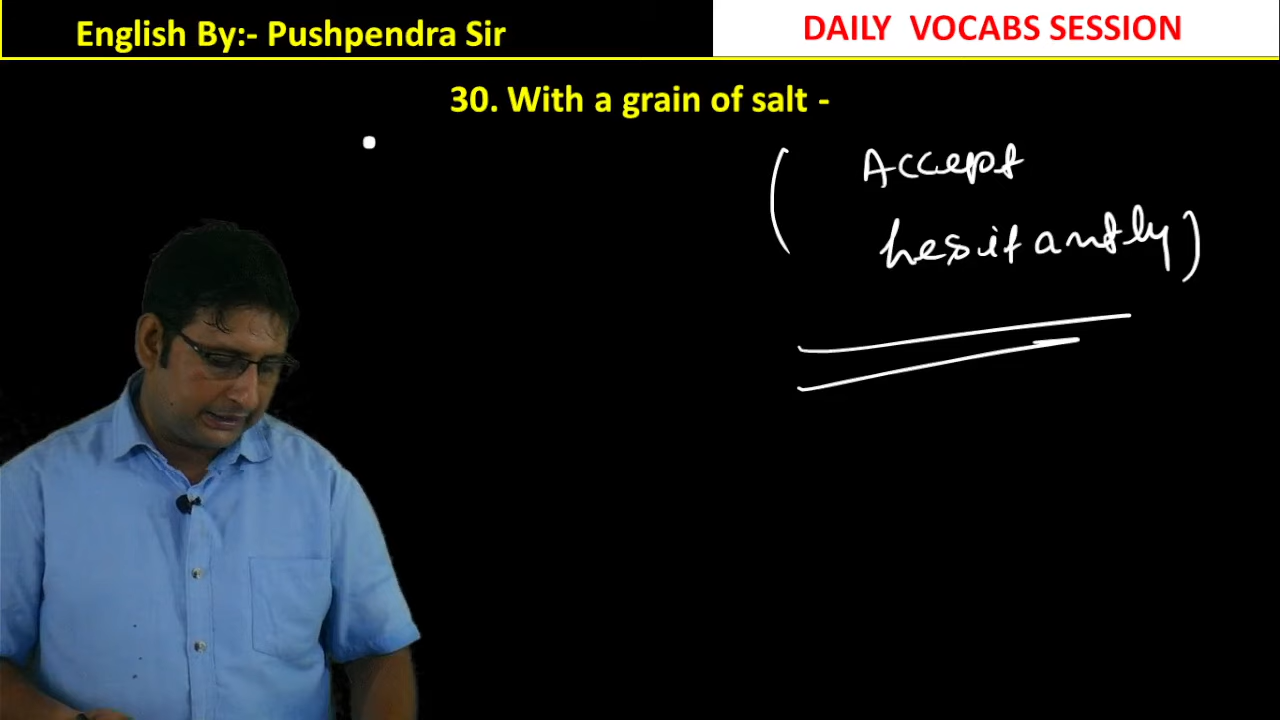 English By:- Pushpendra Sir
DAILY VOCABS SESSION
30. With a grain of salt -
( Accept
hesitantly)